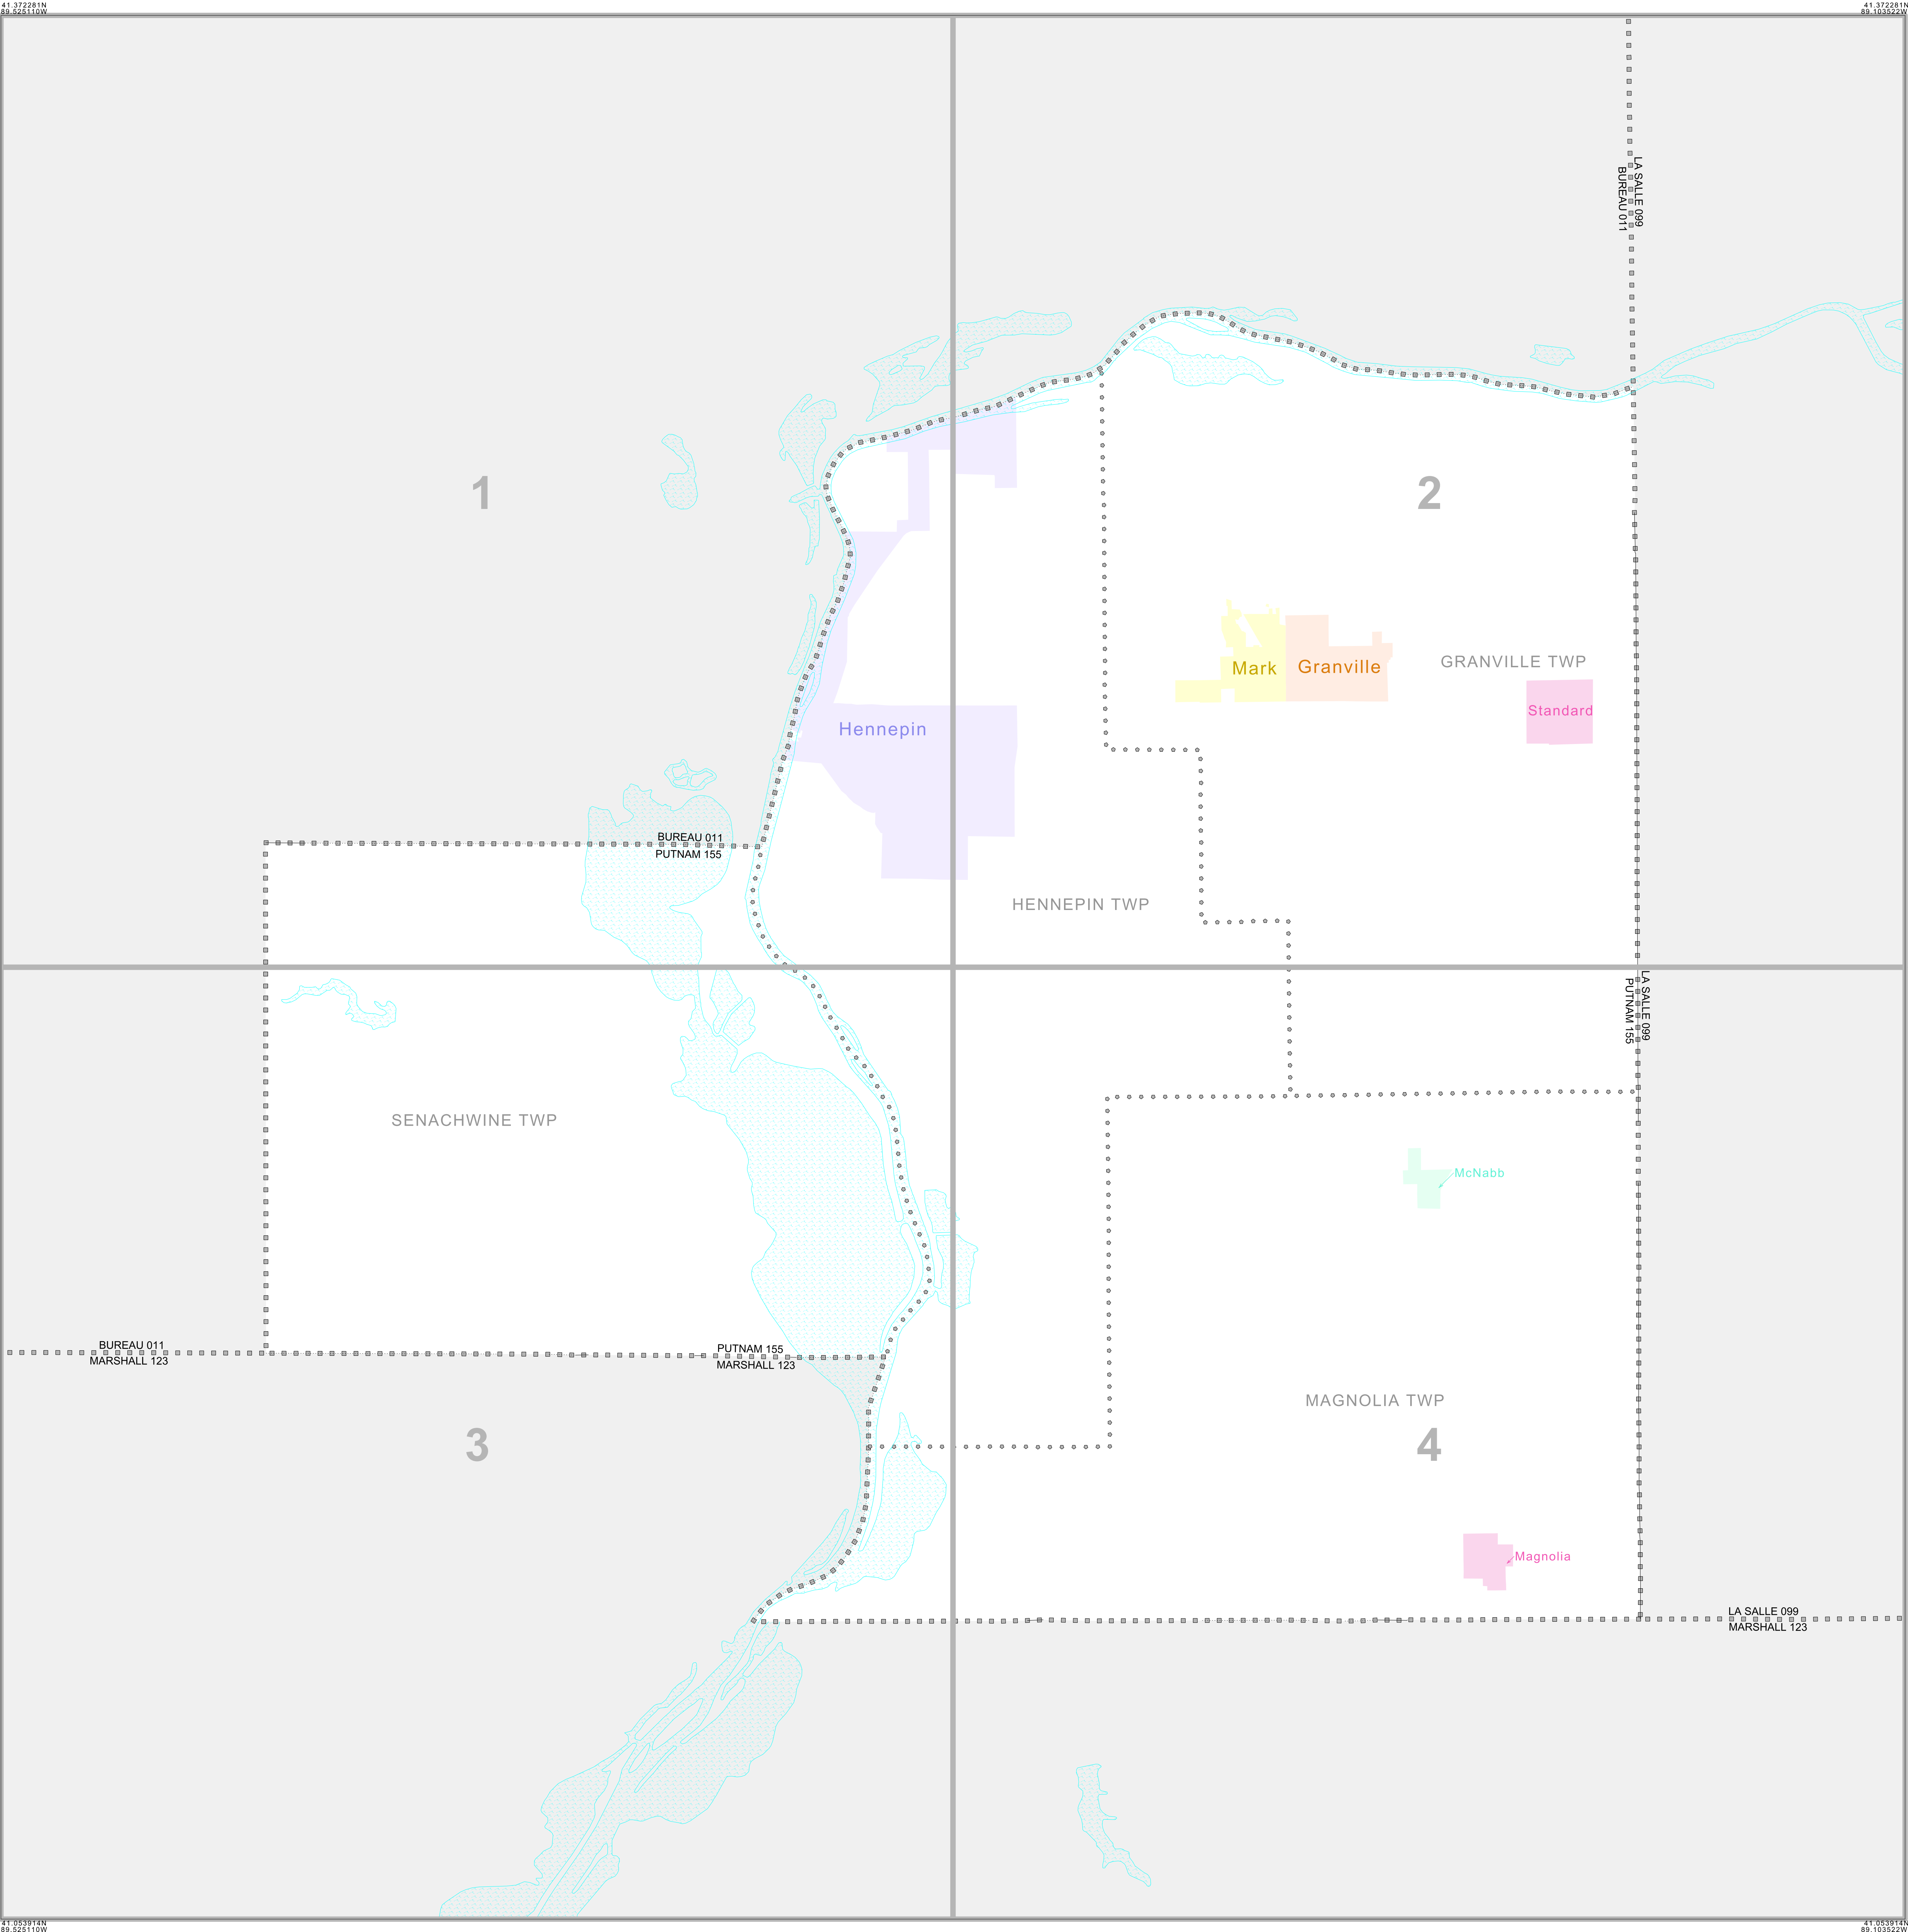 41.372281N
89.525110W
41.372281N
89.103522W
LA SALLE 099
BUREAU 011
1
2
GRANVILLE TWP
Mark
Granville
Standard
Hennepin
BUREAU 011
PUTNAM 155
HENNEPIN TWP
LA SALLE 099
PUTNAM 155
SENACHWINE TWP
McNabb
BUREAU 011
MARSHALL 123
PUTNAM 155
MARSHALL 123
MAGNOLIA TWP
3
4
Magnolia
LA SALLE 099
MARSHALL 123
41.053914N
89.525110W
41.053914N
89.103522W